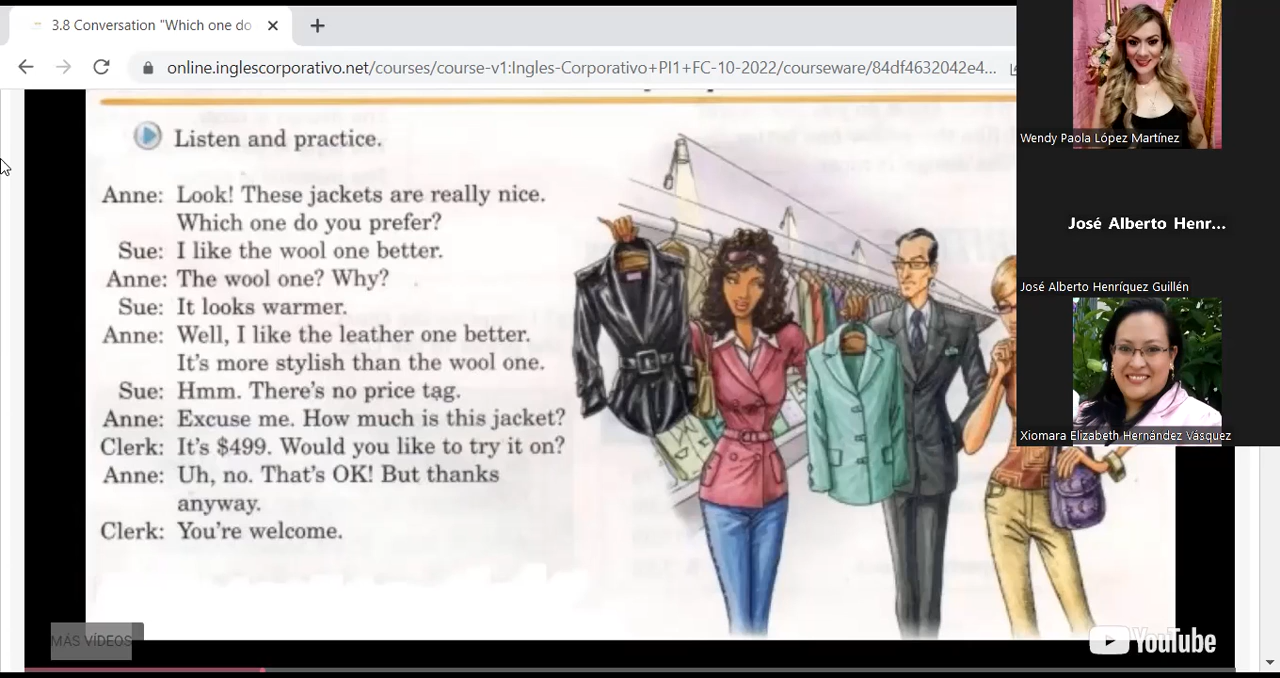 3.8 Conversation "Which one do
online.inglescorporativo.net/courses/course-v1:Ingles-Corporativo+PI1+FC-10-2022/courseware/84df4632042e4...
Listen and practice.
Anne: Look! These jackets are really nice.
Which one do you prefer?
Sue: I like the wool one better.
Anne: The wool one? Why?
Sue: It looks warmer.
Anne: Well, I like the leather one better.
It's more stylish than the wool one.
Sue: Hmm. There's no price tag.
Anne: Excuse me. How much is this jacket?
Clerk: It's $499. Would you like to try it on?
Anne: Uh, no. That's OK! But thanks
anyway.
Clerk: You're welcome.
MÁS VÍDEOS
YouTube
Wendy Paola López Martínez
José Alberto Henr...
José Alberto Henríquez Guillén
Xiomara Elizabeth Hernández Vásquez